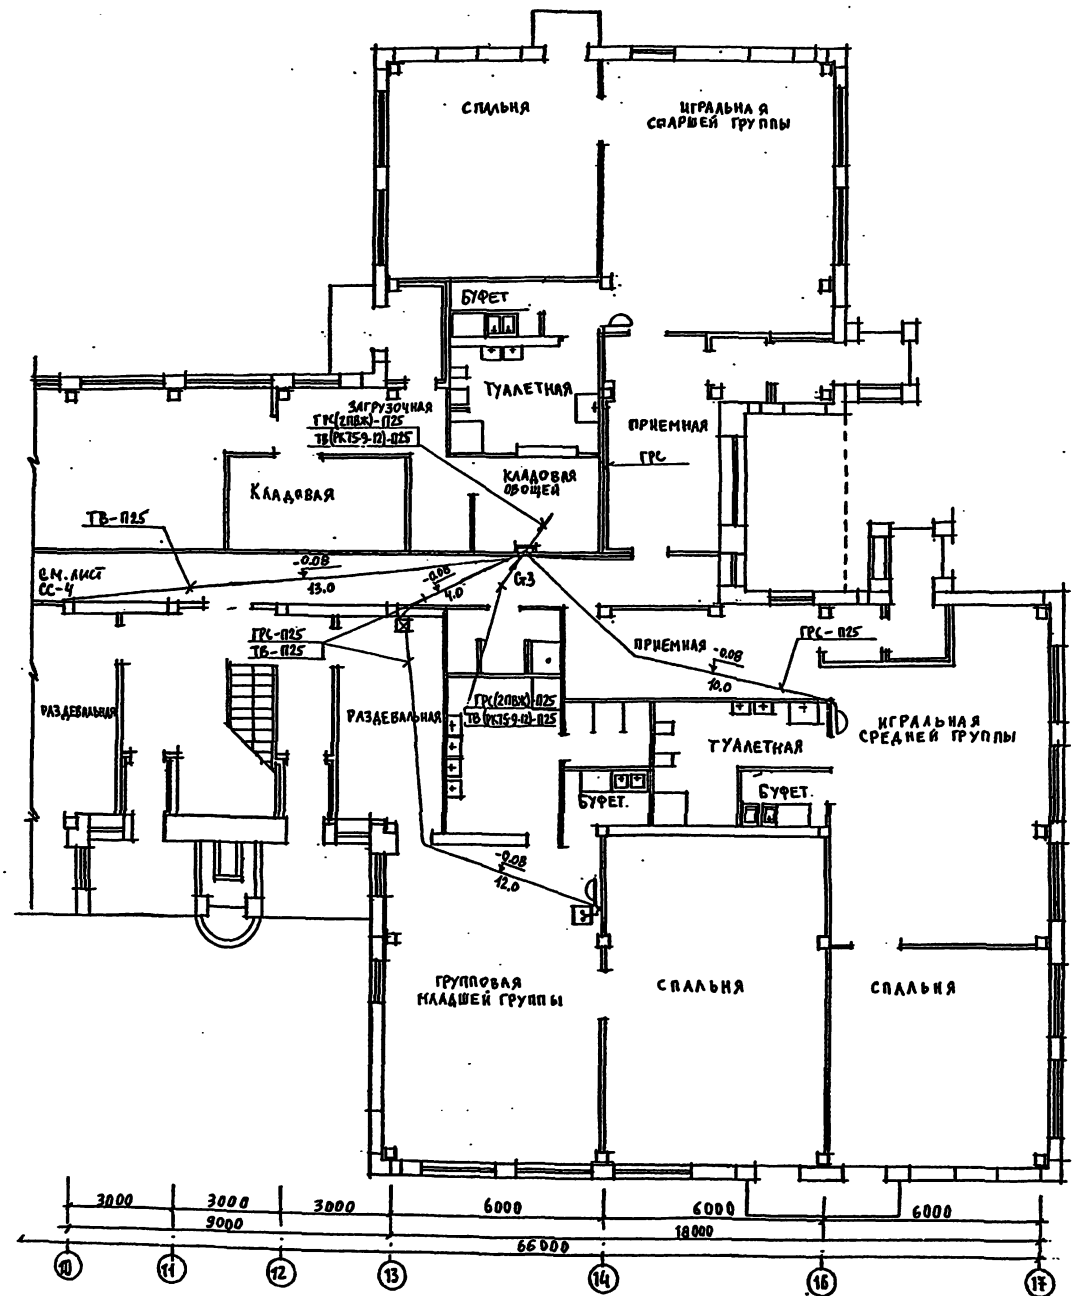 СПАЛЬНЯ
ИГРАЛЬНАЯ
СТАРШЕЙ ГРУППЫ
БУФЕТ
ТУАЛЕТНАЯ
ЗАГРУЗОЧНАЯ
ГРС(2ПВЖ)-П25
ТВ(РК75-9-12)-П25
ПРИЕМНАЯ
ГРС
КЛАДОВАЯ
ОВОЩЕЙ
КЛАДОВАЯ
ТВ-П25
СМ. ЛИСТ
СС-4
-0.08
13.0
-0.08
4.0
G3
ГРС-П25
ТВ-П25
ПРИЕМНАЯ
-0.08
10.0
ГРС-П25
РАЗДЕВАЛЬНАЯ
РАЗДЕВАЛЬНАЯ
ГРС(2ПВЖ)-П25
ТВ(РК75-9-12)-П25
ИГРАЛЬНАЯ
СРЕДНЕЙ ГРУППЫ
ТУАЛЕТНАЯ
БУФЕТ.
БУФЕТ.
-0.08
12.0
ГРУППОВАЯ
МЛАДШЕЙ ГРУППЫ
СПАЛЬНЯ
СПАЛЬНЯ
3000 3000 3000 6000 6000 6000
9000 18000
66000
10 11 12 13 14 16 17